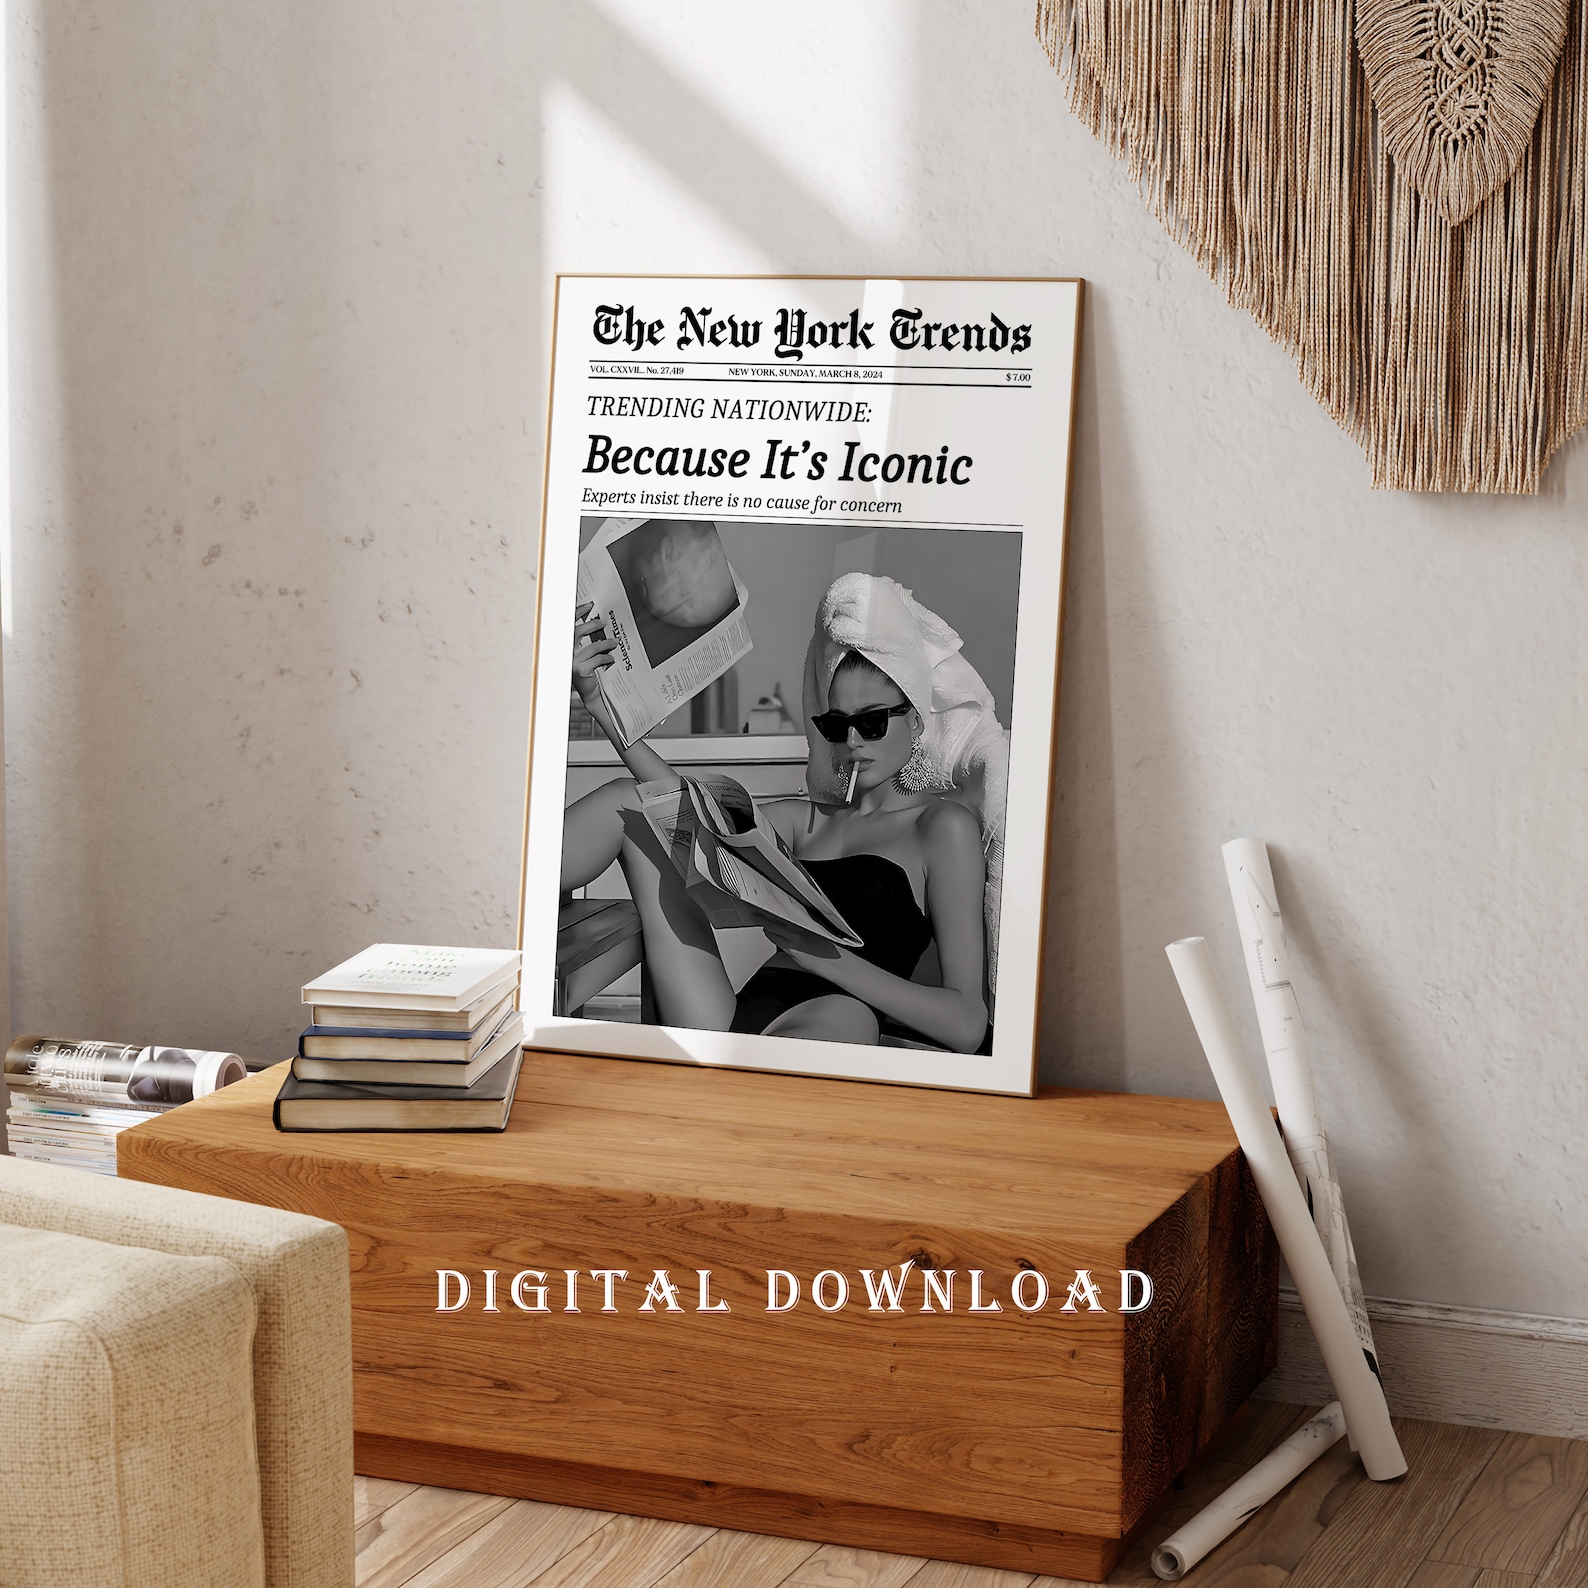 The New York Trends
VOL. CXXVII... No. 27,419 NEW YORK, SUNDAY, MARCH 8, 2024 $ 7.00
TRENDING NATIONWIDE:
Because It's Iconic
Experts insist there is no cause for concern
ScienceTimes
DIGITAL DOWNLOAD